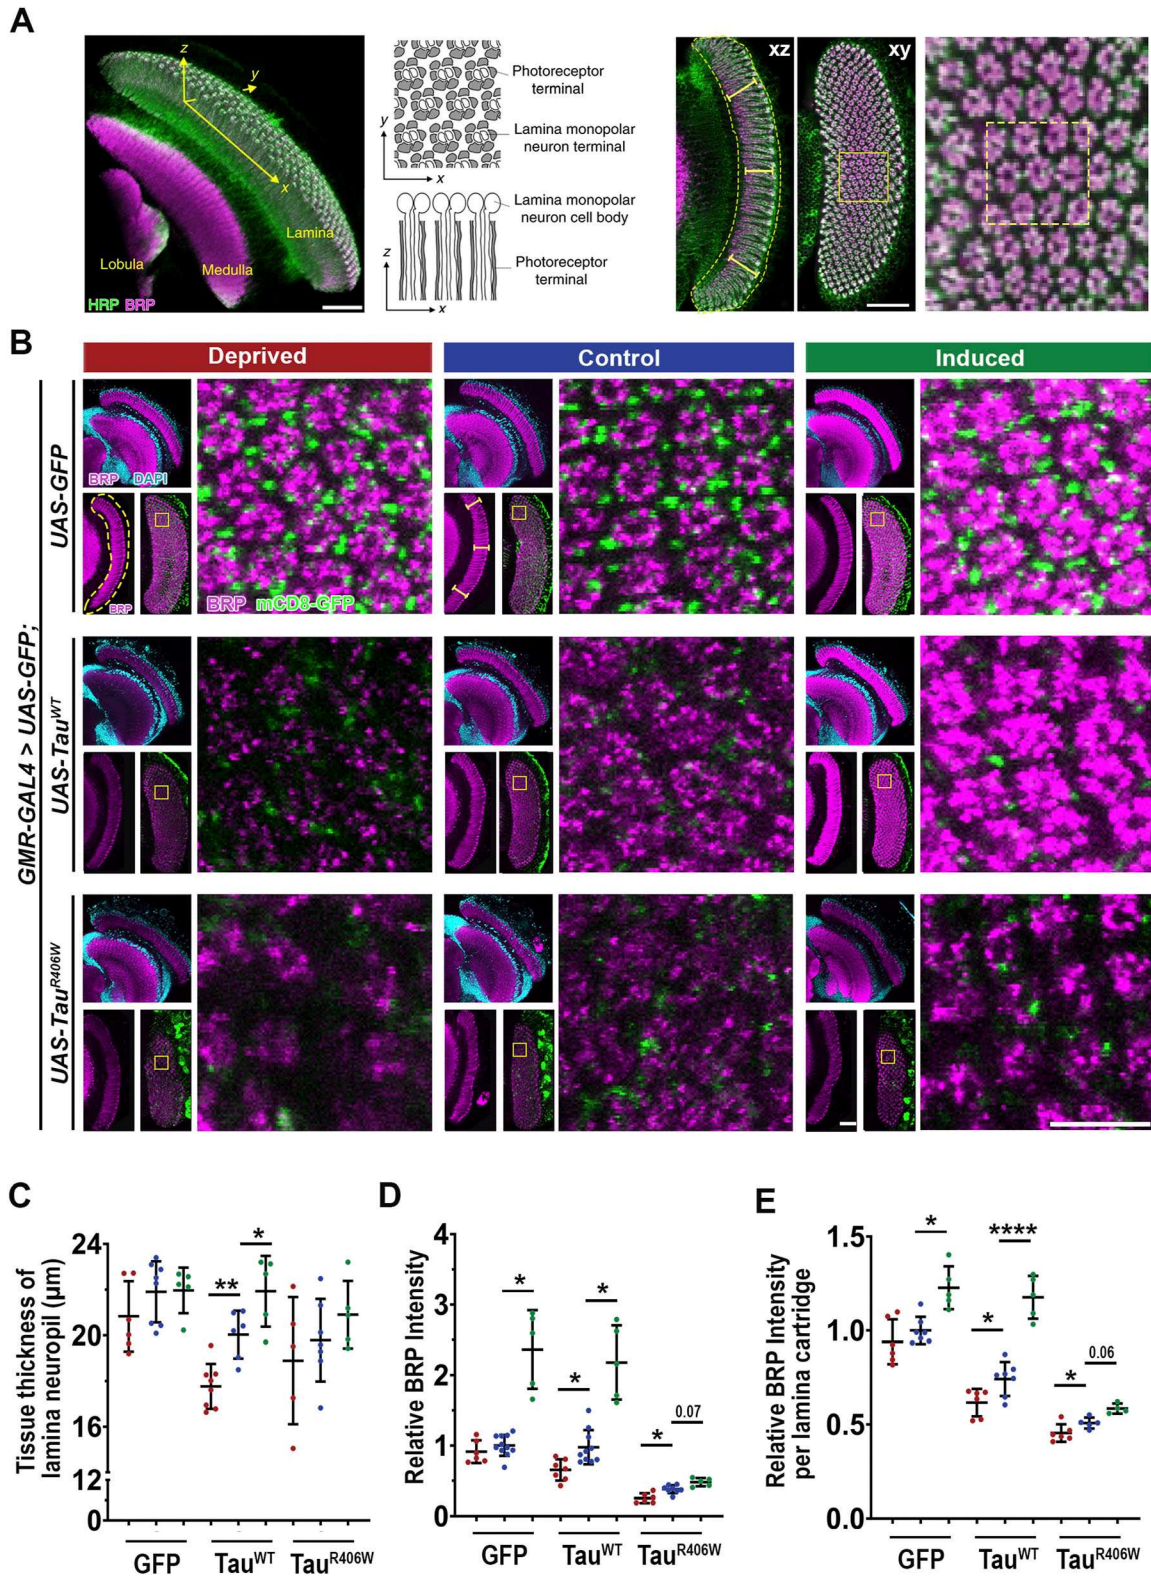 A
z
y
x
Lobula
Medulla
Lamina
HRP BRP
y
x
Photoreceptor
terminal
Lamina monopolar
neuron terminal
z
x
Lamina monopolar
neuron cell body
Photoreceptor
terminal
xz
xy
B
Deprived
Control
Induced
GMR-GAL4 > UAS-GFP;
UAS-GFP
BRP DAPI
BRP
BRP mCD8-GFP
UAS-Tau^WT
UAS-Tau^R406W
C
Tissue thickness of
lamina neuropil (µm)
24
20
16
12
0
**
*
GFP
Tau^WT
Tau^R406W
D
Relative BRP Intensity
4
3
2
1
0
*
*
*
*
0.07
GFP
Tau^WT
Tau^R406W
E
Relative BRP Intensity
per lamina cartridge
1.5
1.0
0.5
0.0
*
*
****
*
0.06
GFP
Tau^WT
Tau^R406W